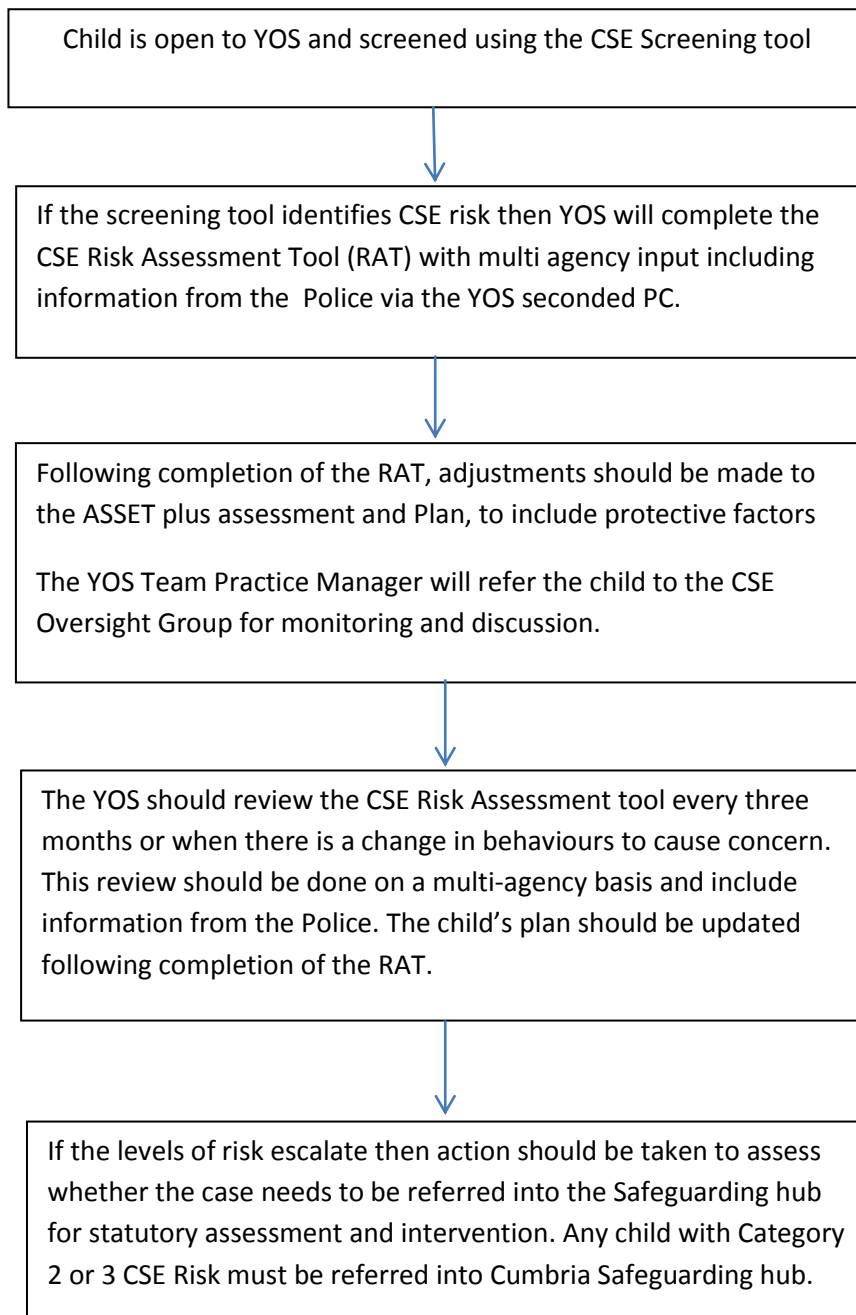 Child is open to YOS and screened using the CSE Screening tool
If the screening tool identifies CSE risk then YOS will complete the
CSE Risk Assessment Tool (RAT) with multi agency input including
information from the  Police via the YOS seconded PC.
Following completion of the RAT, adjustments should be made to
the ASSET plus assessment and Plan, to include protective factors
The YOS Team Practice Manager will refer the child to the CSE
Oversight Group for monitoring and discussion.
The YOS should review the CSE Risk Assessment tool every three
months or when there is a change in behaviours to cause concern.
This review should be done on a multi-agency basis and include
information from the Police. The child’s plan should be updated
following completion of the RAT.
If the levels of risk escalate then action should be taken to assess
whether the case needs to be referred into the Safeguarding hub
for statutory assessment and intervention. Any child with Category
2 or 3 CSE Risk must be referred into Cumbria Safeguarding hub.